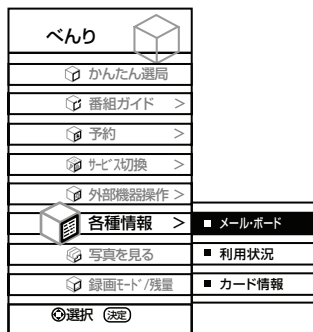 べんり
かんたん選局
番組ガイド >
予約 >
サービス切換 >
外部機器操作 >
各種情報 > ■ メール・ボード
写真を見る ■ 利用状況
録画モード/残量 ■ カード情報
選択 決定